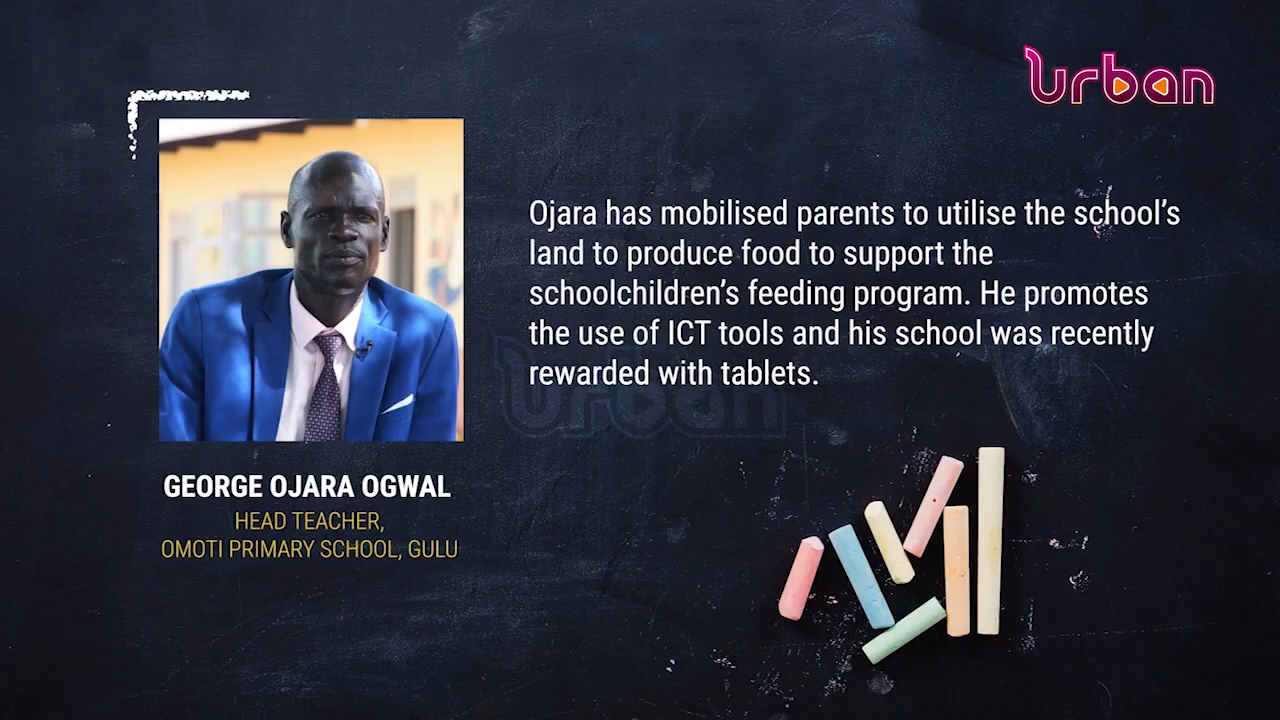 Urban
Ojara has mobilised parents to utilise the school's
land to produce food to support the
schoolchildren's feeding program. He promotes
the use of ICT tools and his school was recently
rewarded with tablets.
Urban
GEORGE OJARA OGWAL
HEAD TEACHER,
OMOTI PRIMARY SCHOOL, GULU